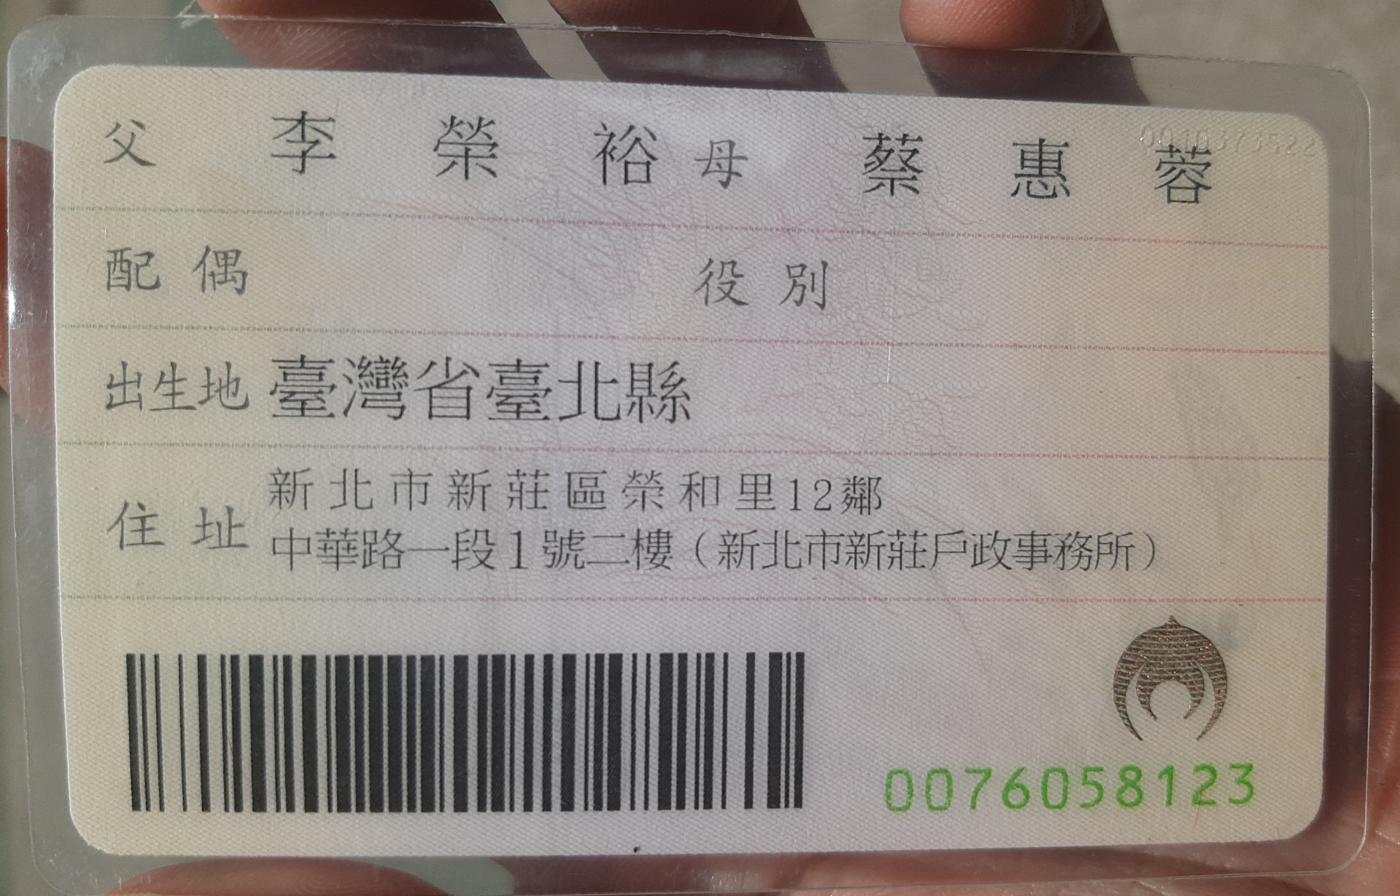 父 李榮裕 母 蔡惠蓉
配偶 役別
出生地 臺灣省臺北縣
住址 新北市新莊區榮和里12鄰
中華路一段1號二樓（新北市新莊戶政事務所）
0076058123